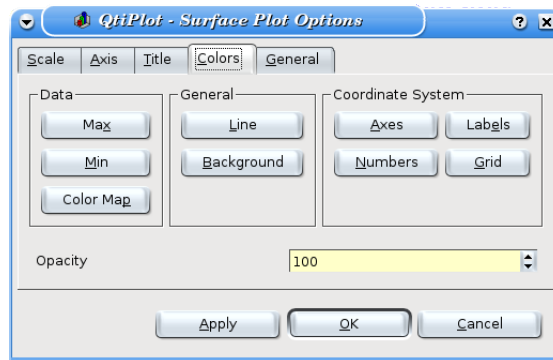 QtiPlot - Surface Plot Options
Scale Axis Title Colors General
Data General Coordinate System
Max Line Axes Labels
Min Background Numbers Grid
Color Map
Opacity 100
Apply OK Cancel